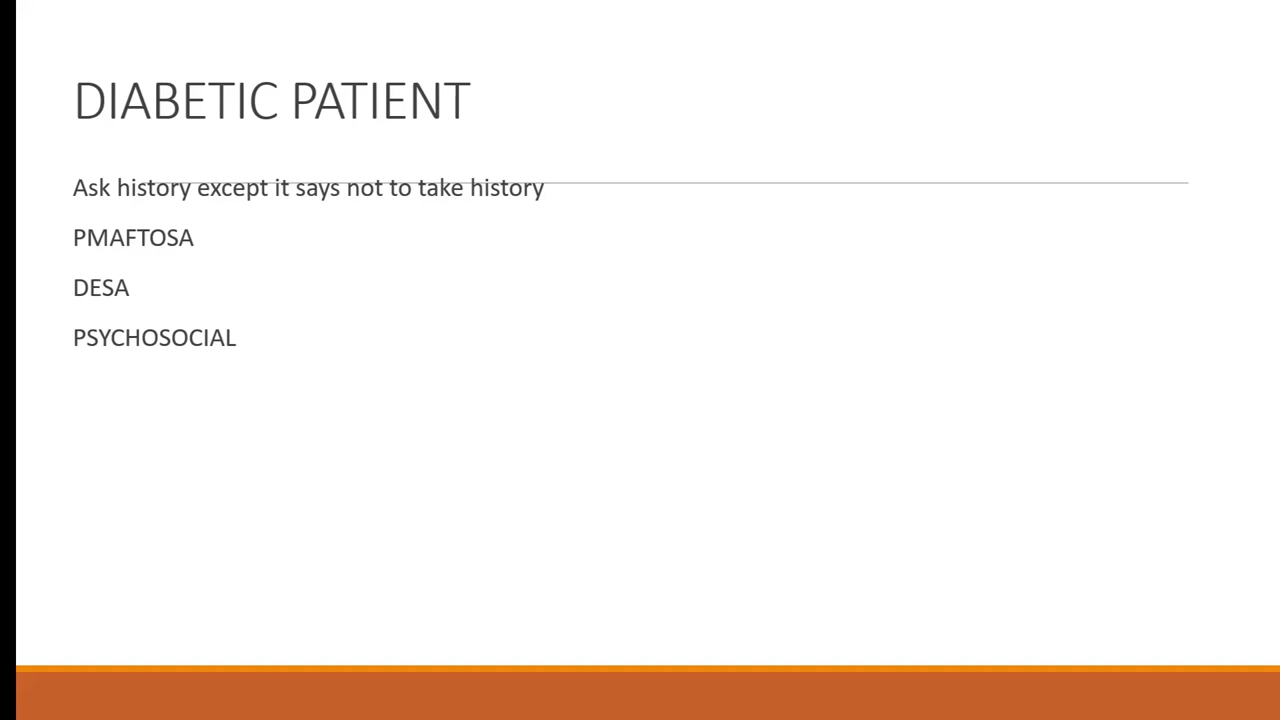 DIABETIC PATIENT
Ask history except it says not to take history
PMAFTOSA
DESA
PSYCHOSOCIAL